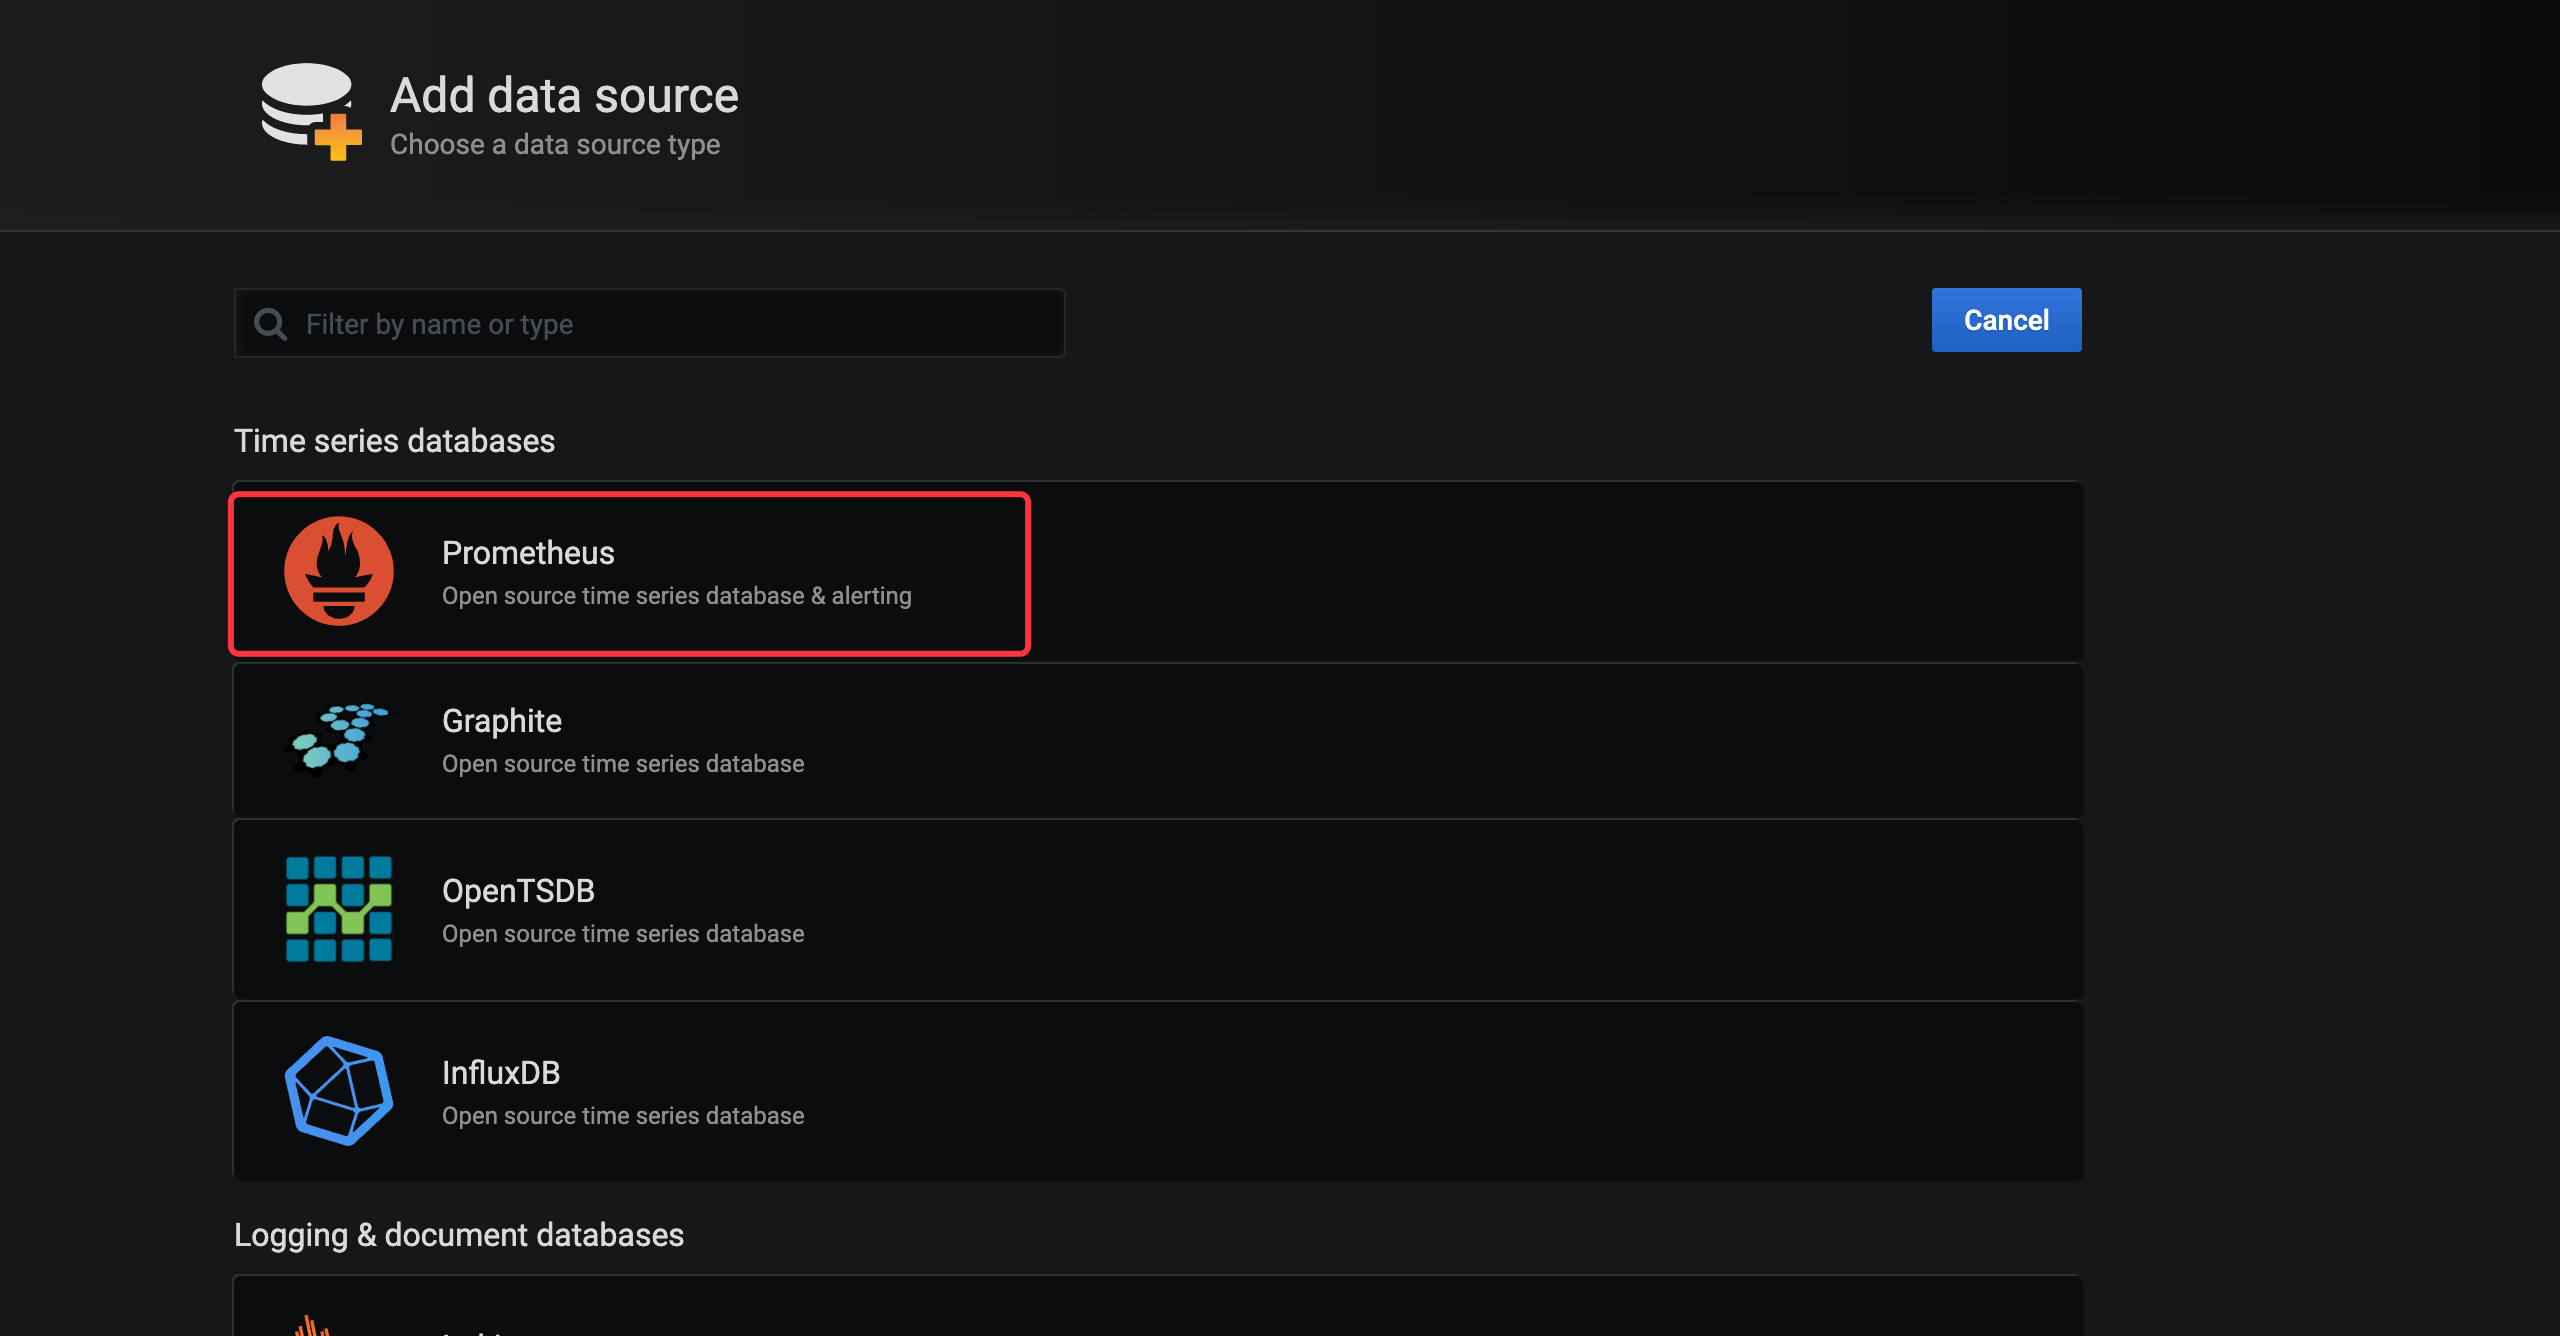 Add data source
Choose a data source type
Filter by name or type
Cancel
Time series databases
Prometheus
Open source time series database & alerting
Graphite
Open source time series database
OpenTSDB
Open source time series database
InfluxDB
Open source time series database
Logging & document databases